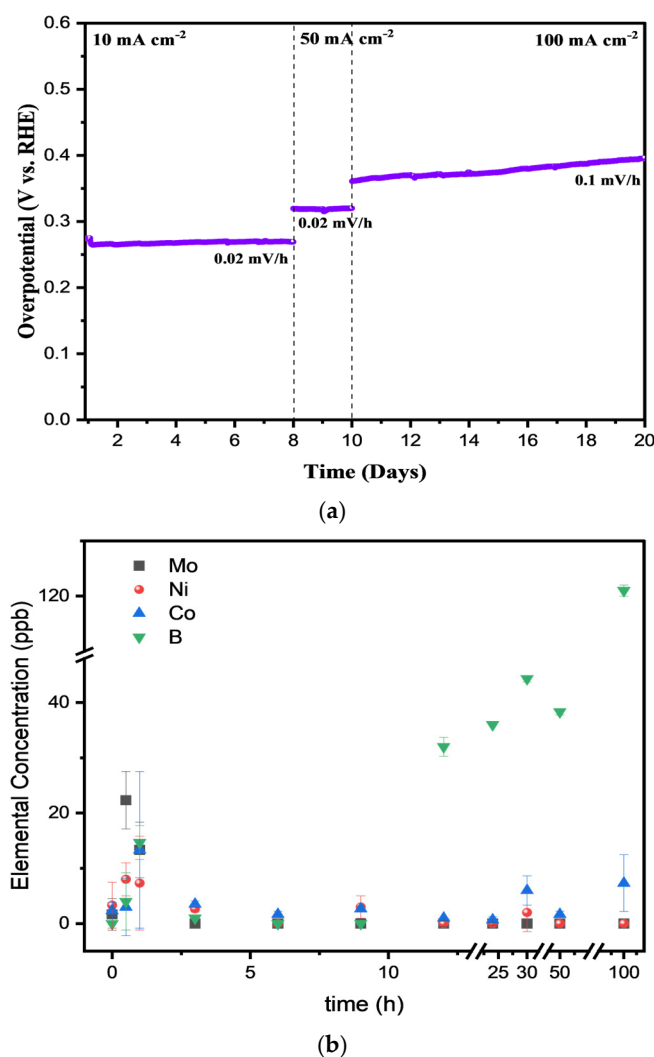 0.6
10 mA cm⁻²
50 mA cm⁻²
100 mA cm⁻²
0.5
0.4
0.3
0.2
0.1
0.0
0.02 mV/h
0.02 mV/h
0.1 mV/h
Overpotential (V vs. RHE)
2 4 6 8 10 12 14 16 18 20
Time (Days)
(a)
Mo
Ni
Co
B
120
40
20
0
Elemental Concentration (ppb)
0 5 10 25 30 50 100
time (h)
(b)